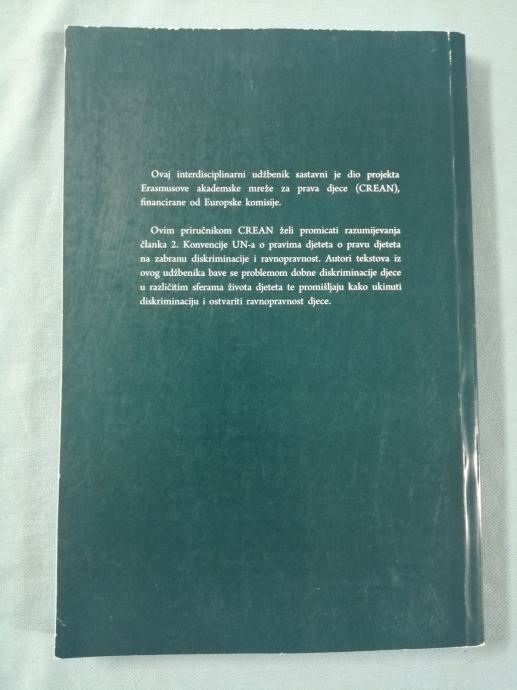 Ovaj interdisciplinarni udžbenik sastavni je dio projekta
Erasmusove akademske mreže za prava djece (CREAN),
financirane od Europske komisije.
Ovim priručnikom CREAN želi promicati razumijevanja
članka 2. Konvencije UN-a o pravima djeteta o pravu djeteta
na zabranu diskriminacije i ravnopravnost. Autori tekstova iz
ovog udžbenika bave se problemom dobne diskriminacije djece
u različitim sferama života djeteta te promišljaju kako ukinuti
diskriminaciju i ostvariti ravnopravnost djece.